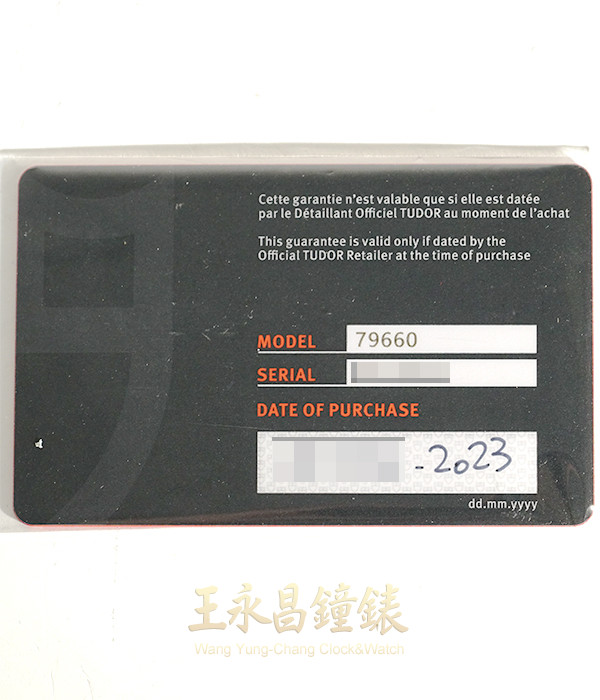 Cette garantie n'est valable que si elle est datée
par le Détaillant Officiel TUDOR au moment de l'achat
This guarantee is valid only if dated by the
Official TUDOR Retailer at the time of purchase
MODEL 79660
SERIAL
DATE OF PURCHASE
-2023
dd.mm.yyyy
王永昌鐘錶
Wang Yung-Chang Clock&Watch